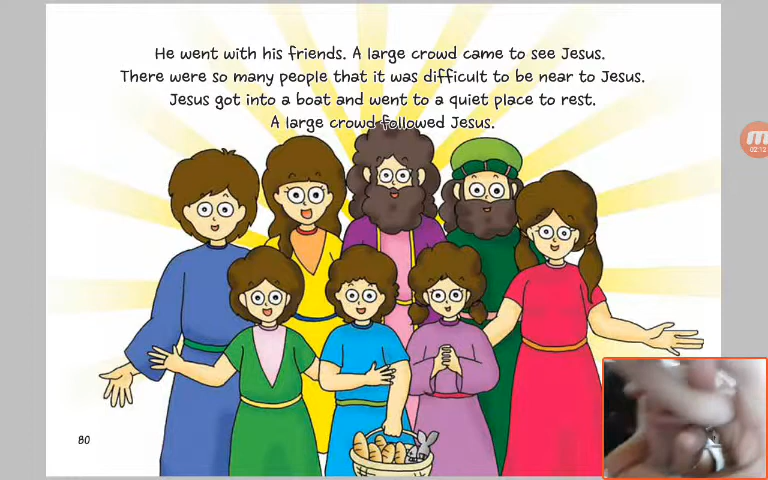 He went with his friends. A large crowd came to see Jesus.
There were so many people that it was difficult to be near to Jesus.
Jesus got into a boat and went to a quiet place to rest.
A large crowd followed Jesus.
80
02:12